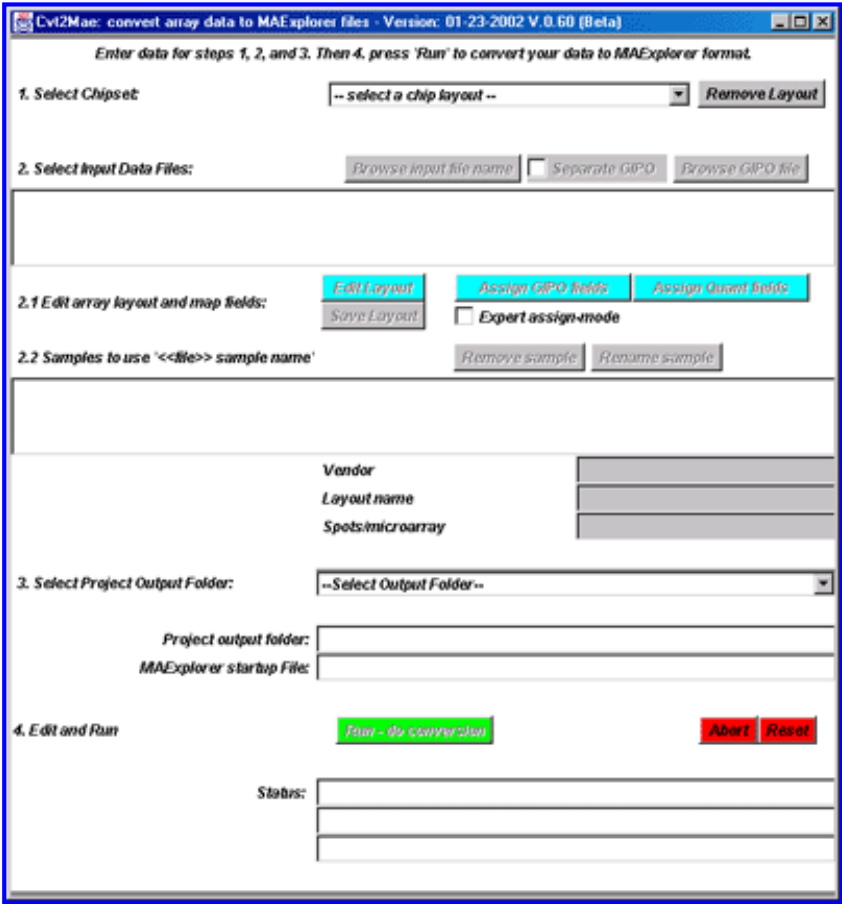 Cvt2Mae: convert array data to MAExplorer files - Version: 01-23-2002 V.0.60 (Beta)
Enter data for steps 1, 2, and 3. Then 4. press 'Run' to convert your data to MAExplorer format.
1. Select Chipset: -- select a chip layout -- Remove Layout
2. Select Input Data Files: Browse input file name Separate GIPO Browse GIPO file
Edit Layout Assign GIPO fields Assign Quant fields
2.1 Edit array layout and map fields:
Save Layout Expert assign-mode
2.2 Samples to use '<<file>> sample name' Remove sample Rename sample
Vendor
Layout name
Spots/microarray
3. Select Project Output Folder: --Select Output Folder--
Project output folder:
MAExplorer startup File:
4. Edit and Run Run - do conversion Abort Reset
Status: